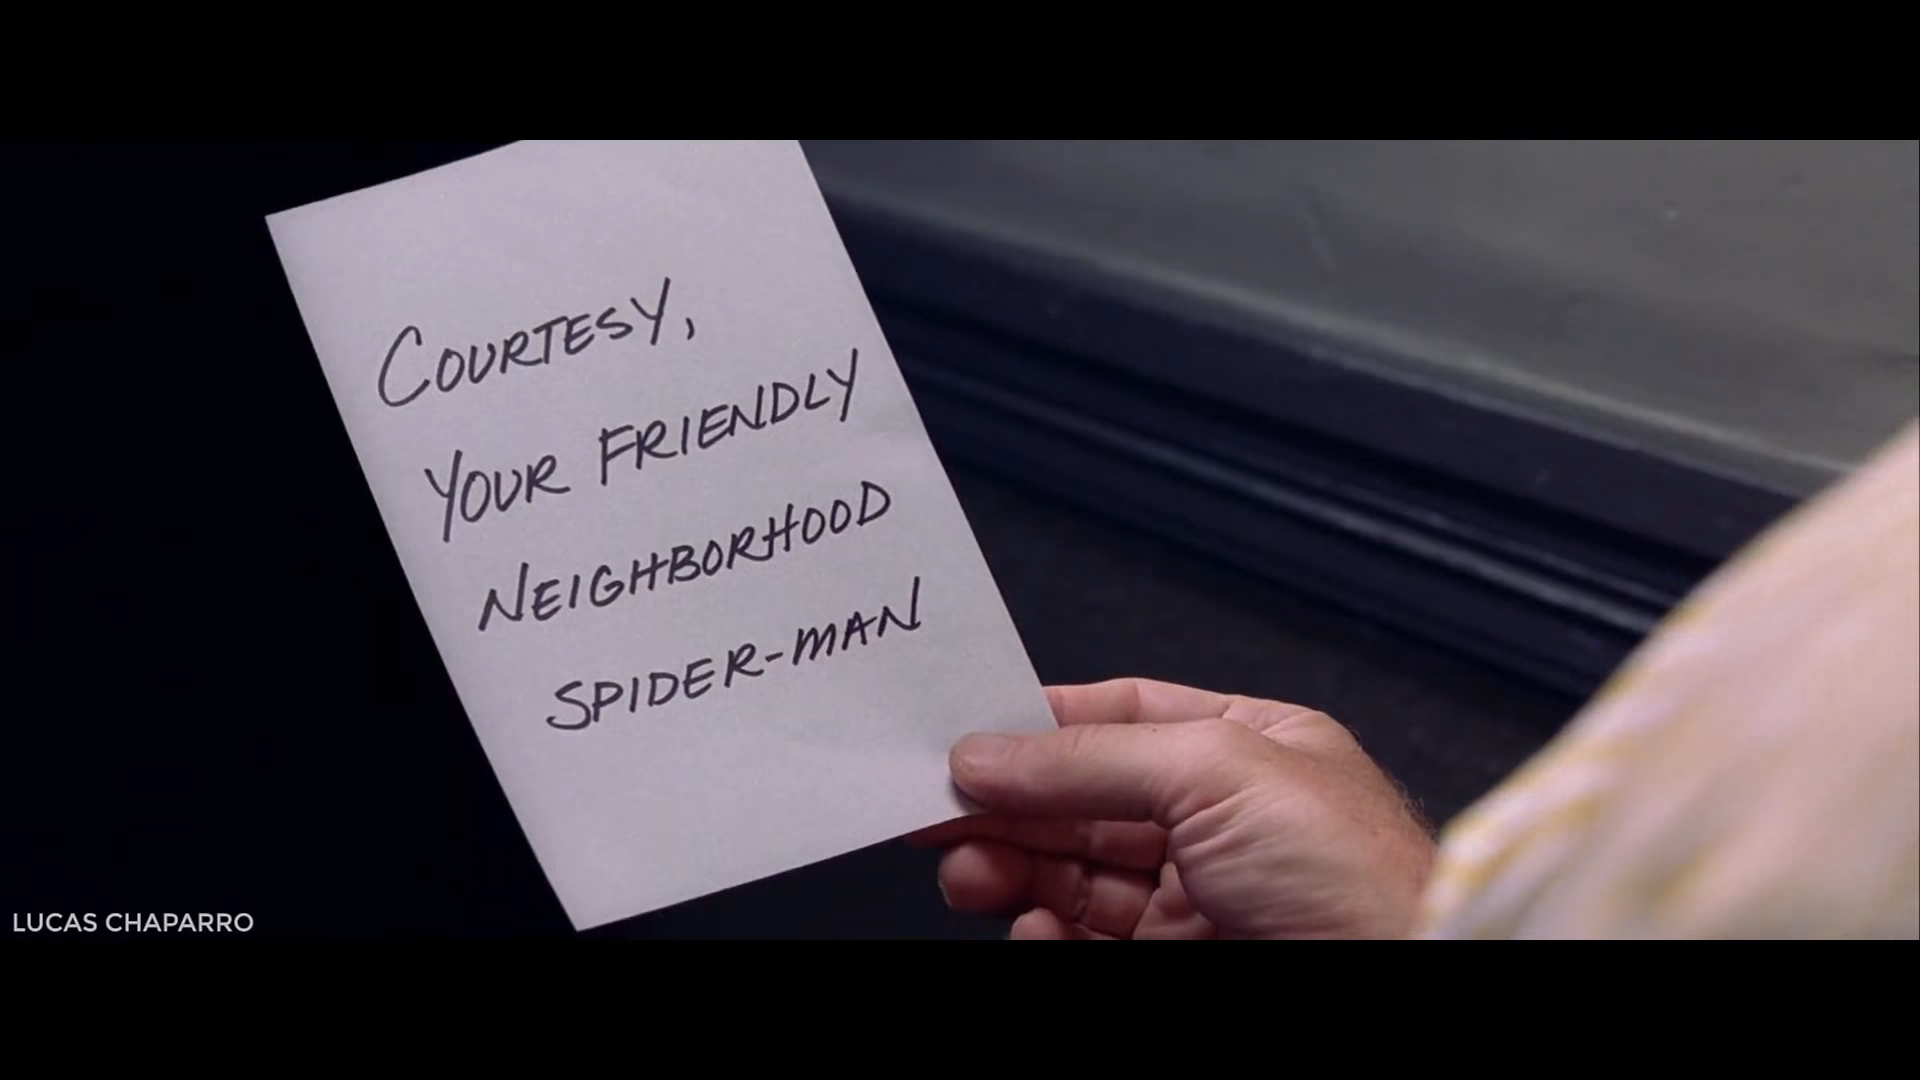 COURTESY,
YOUR FRIENDLY
NEIGHBORHOOD
SPIDER-MAN
LUCAS CHAPARRO